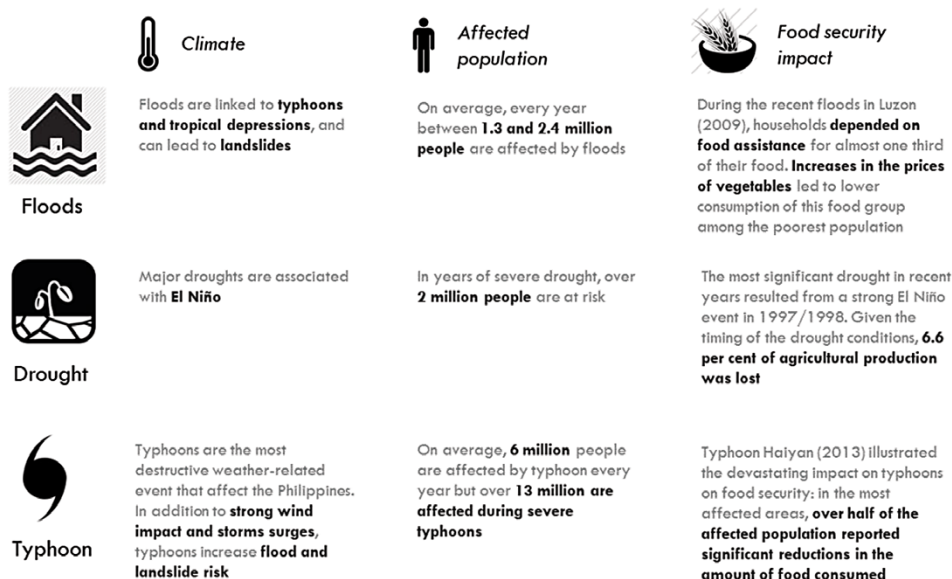 Climate
Affected
population
Food security
impact
Floods
Floods are linked to typhoons
and tropical depressions, and
can lead to landslides
On average, every year
between 1.3 and 2.4 million
people are affected by floods
During the recent floods in Luzon
(2009), households depended on
food assistance for almost one third
of their food. Increases in the prices
of vegetables led to lower
consumption of this food group
among the poorest population
Drought
Major droughts are associated
with El Niño
In years of severe drought, over
2 million people are at risk
The most significant drought in recent
years resulted from a strong El Niño
event in 1997/1998. Given the
timing of the drought conditions, 6.6
per cent of agricultural production
was lost
Typhoon
Typhoons are the most
destructive weather-related
event that affect the Philippines.
In addition to strong wind
impact and storms surges,
typhoons increase flood and
landslide risk
On average, 6 million people
are affected by typhoon every
year but over 13 million are
affected during severe
typhoons
Typhoon Haiyan (2013) illustrated
the devastating impact on typhoons
on food security: in the most
affected areas, over half of the
affected population reported
significant reductions in the
amount of food consumed